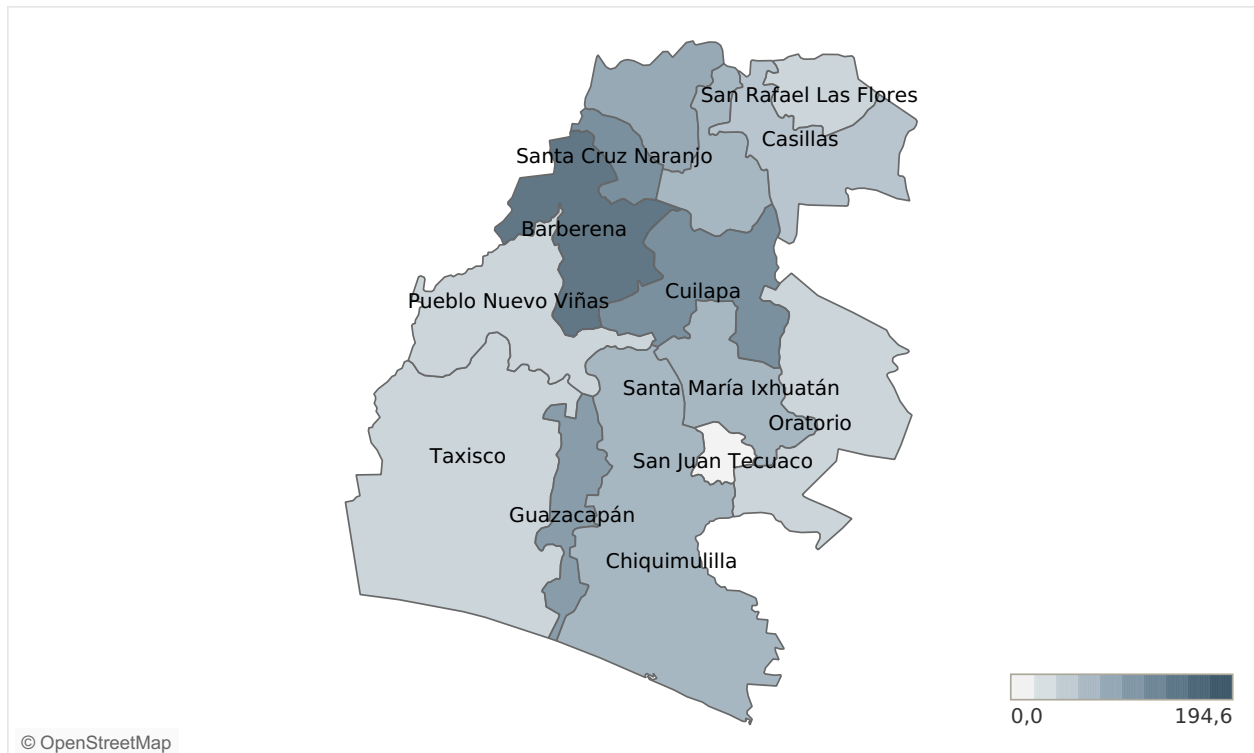 San Rafael Las Flores
Casillas
Santa Cruz Naranjo
Barberena
Cuilapa
Pueblo Nuevo Viñas
Santa María Ixhuatán
Oratorio
Taxisco
San Juan Tecuaco
Guazacapán
Chiquimulilla
0,0
194,6
© OpenStreetMap